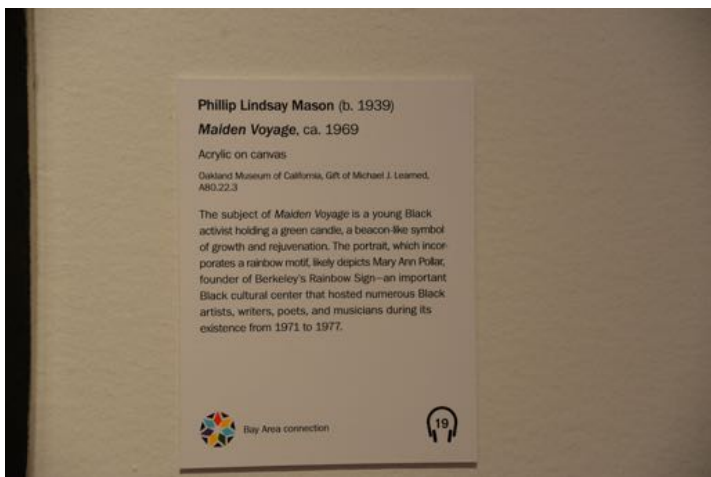 Phillip Lindsay Mason (b. 1939)
Maiden Voyage, ca. 1969
Acrylic on canvas
Oakland Museum of California, Gift of Michael J. Learned,
A80.22.3
The subject of Maiden Voyage is a young Black
activist holding a green candle, a beacon-like symbol
of growth and rejuvenation. The portrait, which incor-
porates a rainbow motif, likely depicts Mary Ann Pollar,
founder of Berkeley's Rainbow Sign—an important
Black cultural center that hosted numerous Black
artists, writers, poets, and musicians during its
existence from 1971 to 1977.
Bay Area connection
19